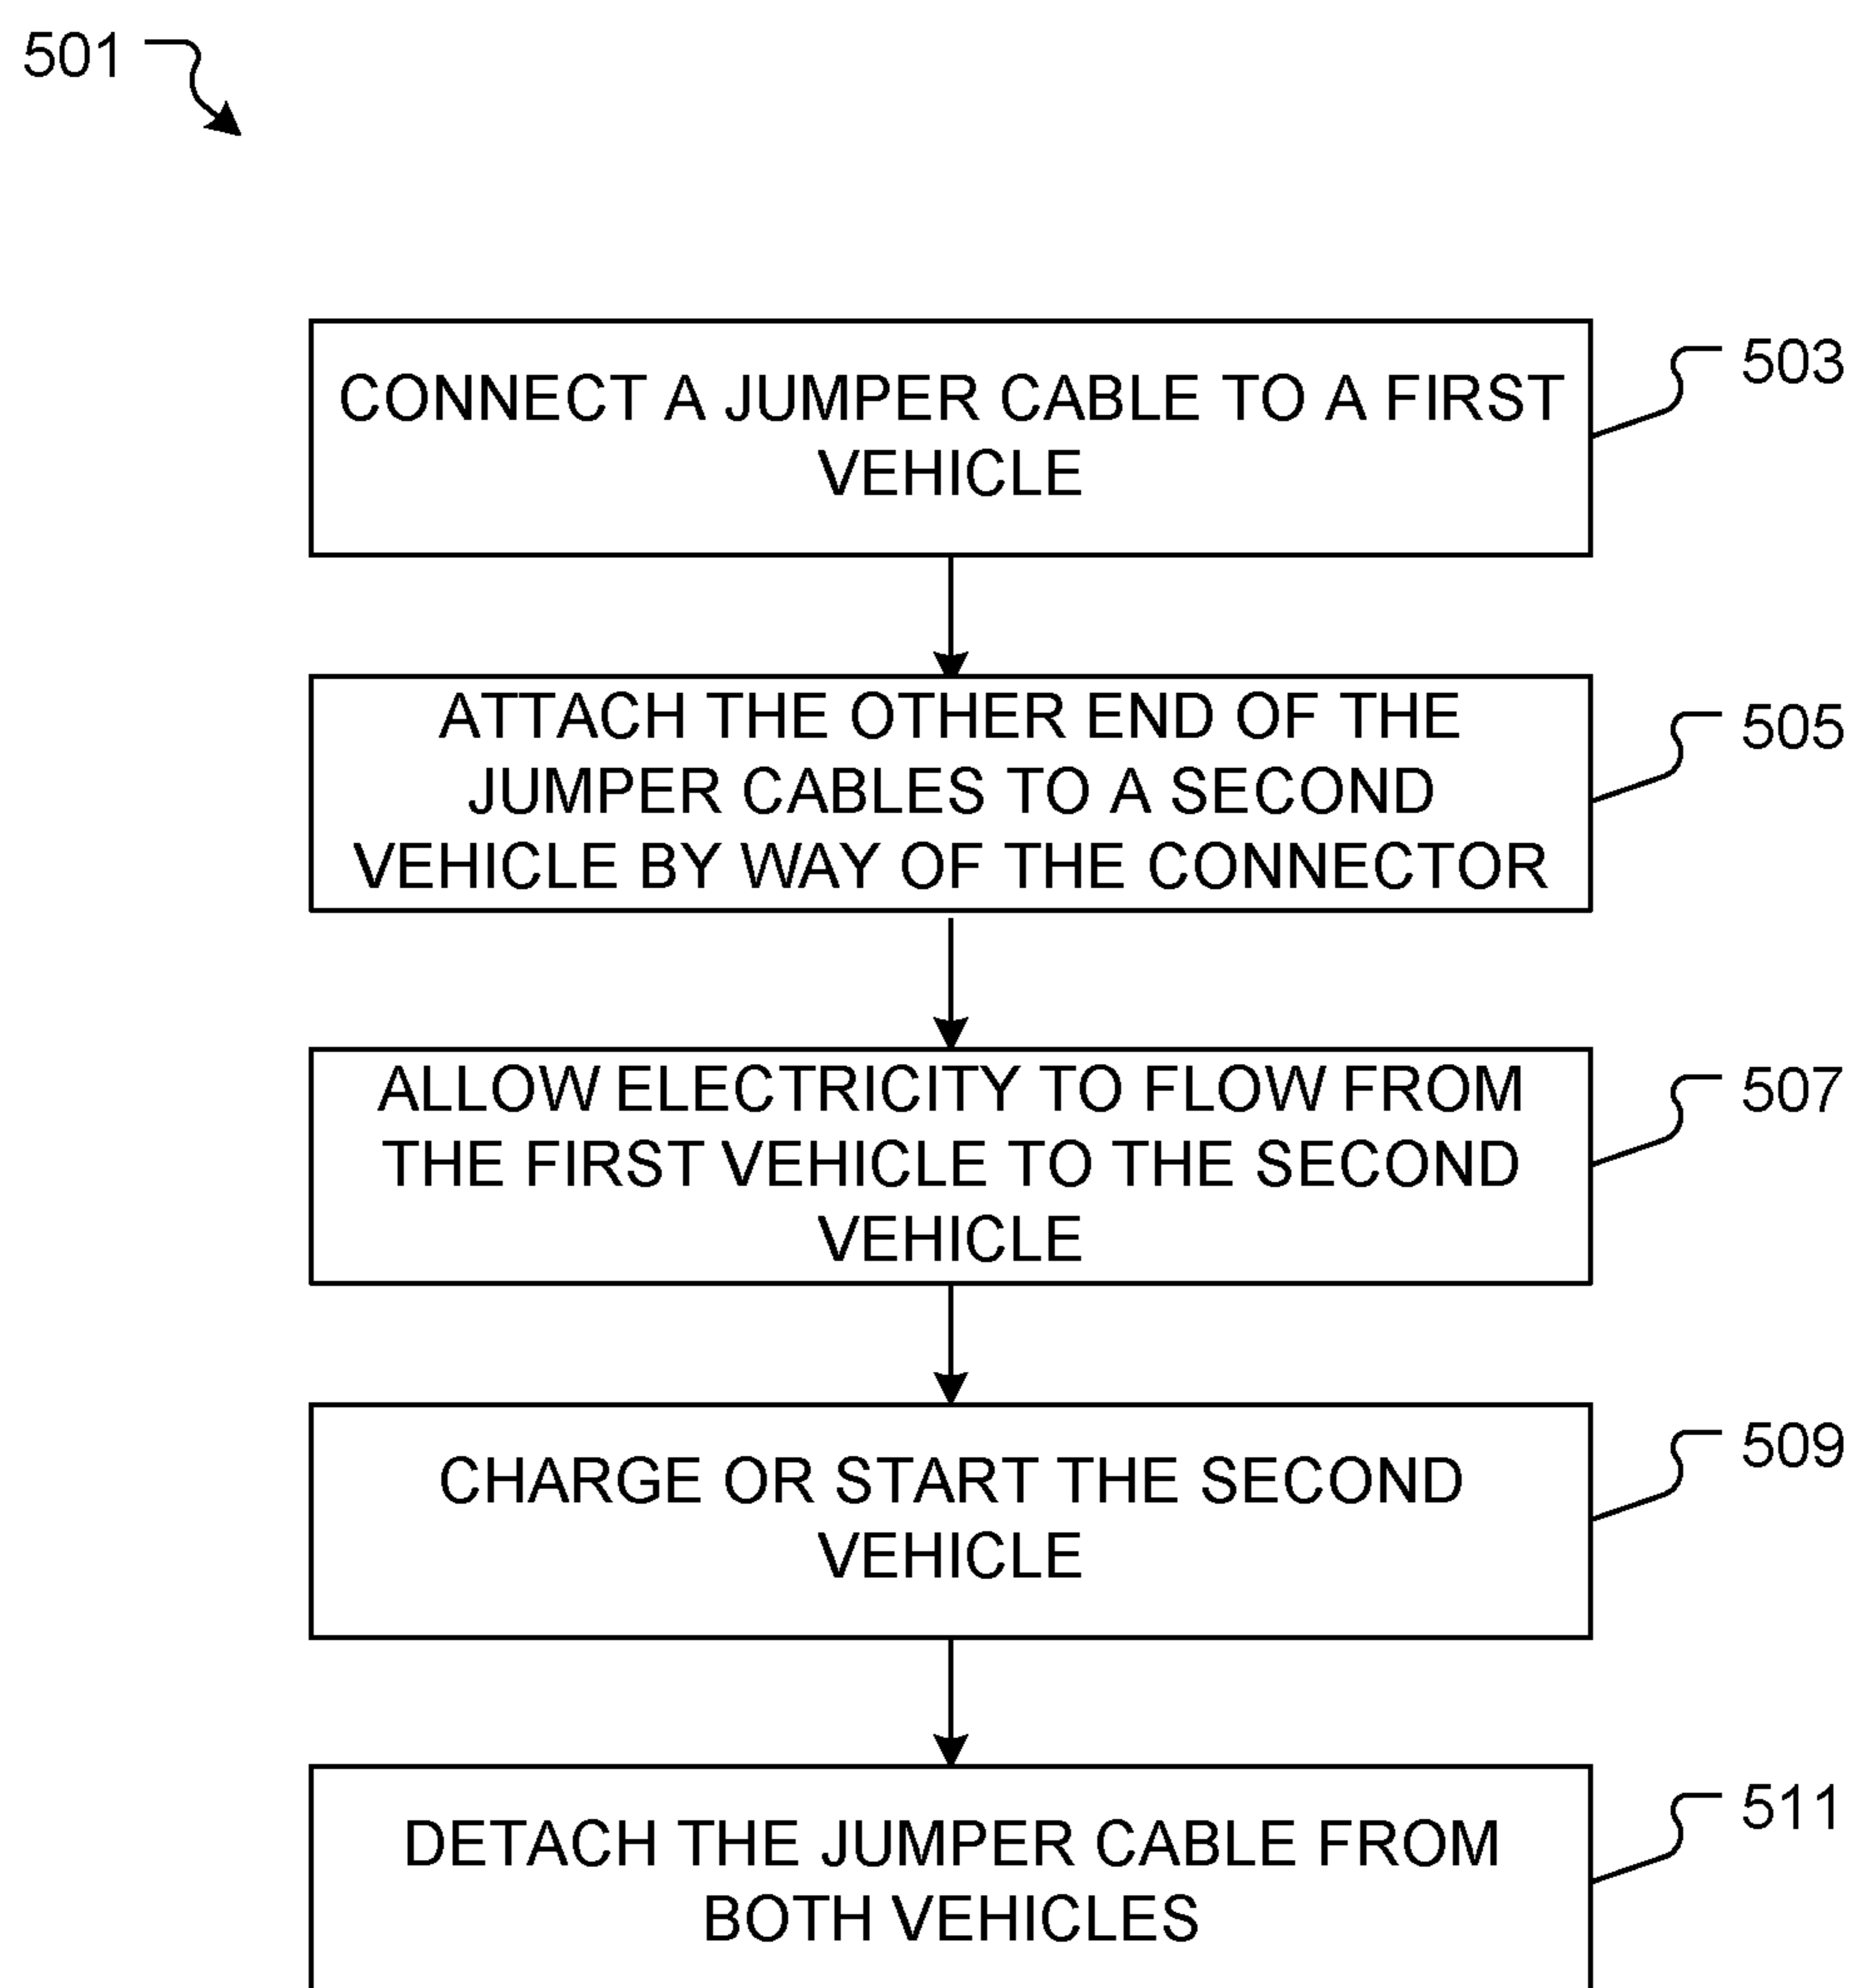 501
CONNECT A JUMPER CABLE TO A FIRST
VEHICLE
503
ATTACH THE OTHER END OF THE
JUMPER CABLES TO A SECOND
VEHICLE BY WAY OF THE CONNECTOR
505
ALLOW ELECTRICITY TO FLOW FROM
THE FIRST VEHICLE TO THE SECOND
VEHICLE
507
CHARGE OR START THE SECOND
VEHICLE
509
DETACH THE JUMPER CABLE FROM
BOTH VEHICLES
511